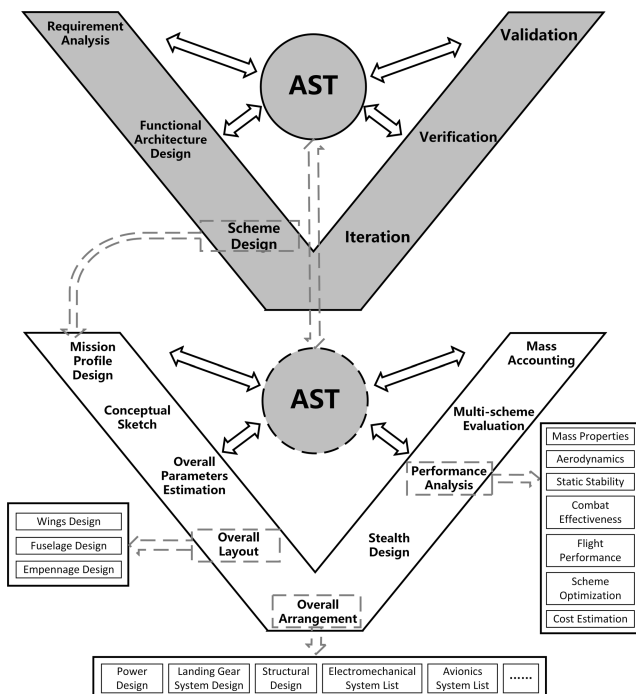 Requirement
Analysis
Validation
AST
Functional
Architecture
Design
Verification
Scheme
Design
Iteration
Mission
Profile
Design
Mass
Accounting
AST
Conceptual
Sketch
Multi-scheme
Evaluation
Overall
Parameters
Estimation
Performance
Analysis
Overall
Layout
Stealth
Design
Overall
Arrangement
Wings Design
Fuselage Design
Empennage Design
Mass Properties
Aerodynamics
Static Stability
Combat
Effectiveness
Flight
Performance
Scheme
Optimization
Cost Estimation
Power
Design
Landing Gear
System Design
Structural
Design
Electromechanical
System List
Avionics
System List
......